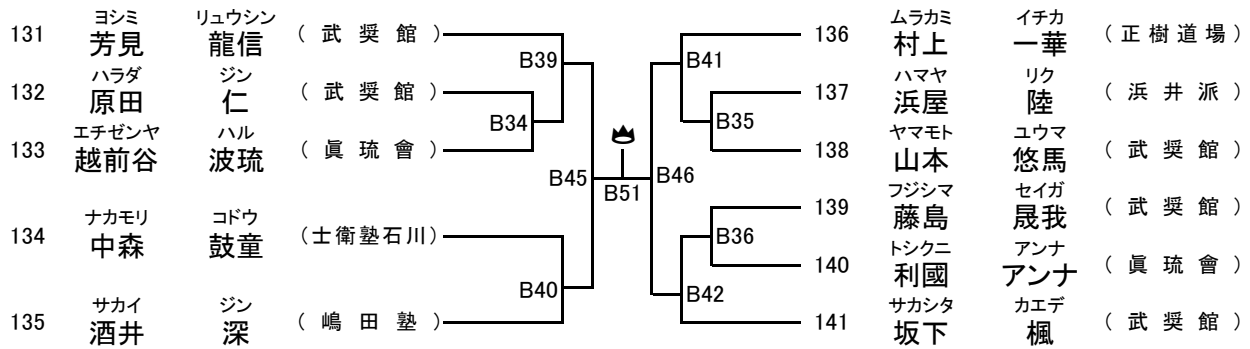 ヨシミ リュウシン
131 芳見 龍信 （武奨館）
ハラダ ジン
132 原田 仁 （武奨館）
エチゼンヤ ハル
133 越前谷 波琉 （眞琉會）
ナカモリ コドウ
134 中森 鼓童 （士衛塾石川）
サカイ ジン
135 酒井 深 （嶋田塾）
B39
B34
B45
B40
B51
B41
B35
B46
B36
B42
ムラカミ イチカ
136 村上 一華 （正樹道場）
ハマヤ リク
137 浜屋 陸 （浜井派）
ヤマモト ユウマ
138 山本 悠馬 （武奨館）
フジシマ セイガ
139 藤島 晟我 （武奨館）
トシクニ アンナ
140 利國 アンナ （眞琉會）
サカシタ カエデ
141 坂下 楓 （武奨館）